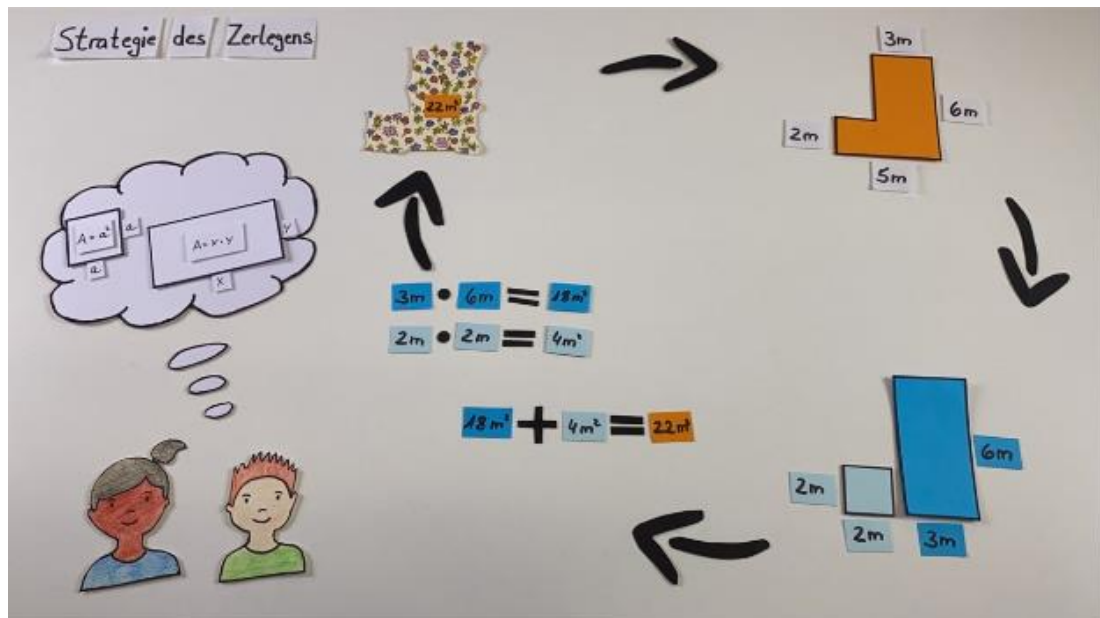 Strategie des Zerlegens
22m²
3m
6m
2m
5m
A = a²
a
a
A = x · y
y
x
3m • 6m = 18m²
2m • 2m = 4m²
18m² + 4m² = 22m²
6m
2m
2m
3m